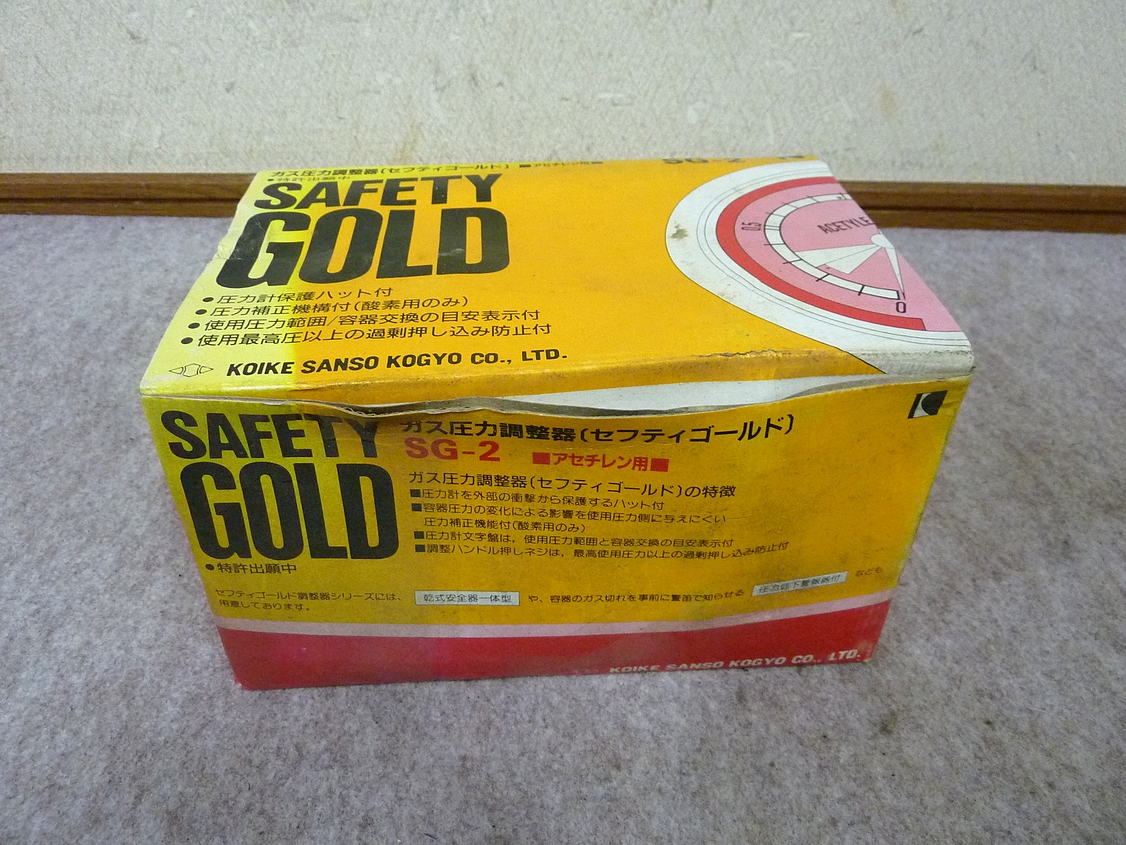 ガス圧力調整器(セフティゴールド) ■アセチレン用■ SG-2
●特許出願中
SAFETY
GOLD
●圧力計保護ハット付
●圧力補正機構付(酸素用のみ)
●使用圧力範囲/容器交換の目安表示付
●使用最高圧以上の過剰押し込み防止付
KOIKE SANSO KOGYO CO., LTD.
0.5
0
SAFETY
GOLD
●特許出願中
ガス圧力調整器(セフティゴールド)
SG-2 ■アセチレン用■
ガス圧力調整器(セフティゴールド)の特徴
■圧力計を外部の衝撃から保護するハット付
■容器圧力の変化による影響を使用圧力側に与えにくい
圧力補正機能付(酸素用のみ)
■圧力計文字盤は、使用圧力範囲と容器交換の目安表示付
■調整ハンドル押しネジは、最高使用圧力以上の過剰押し込み防止付
セフティゴールド調整器シリーズには、 乾式安全器一体型 や、容器のガス切れを事前に警笛で知らせる 圧力低下警報器付 なども
用意しております。
KOIKE SANSO KOGYO CO., LTD.